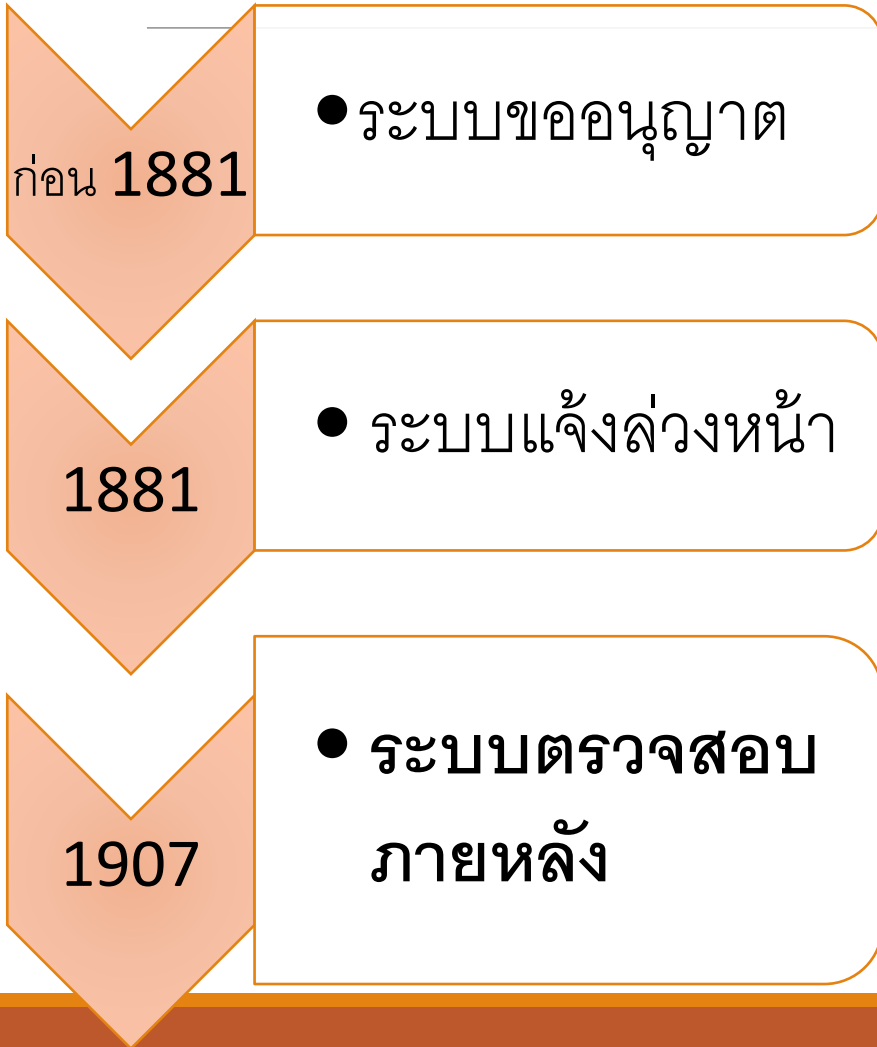 ก่อน 1881
•ระบบขออนุญาต
1881
• ระบบแจ้งล่วงหน้า
1907
• ระบบตรวจสอบ
ภายหลัง